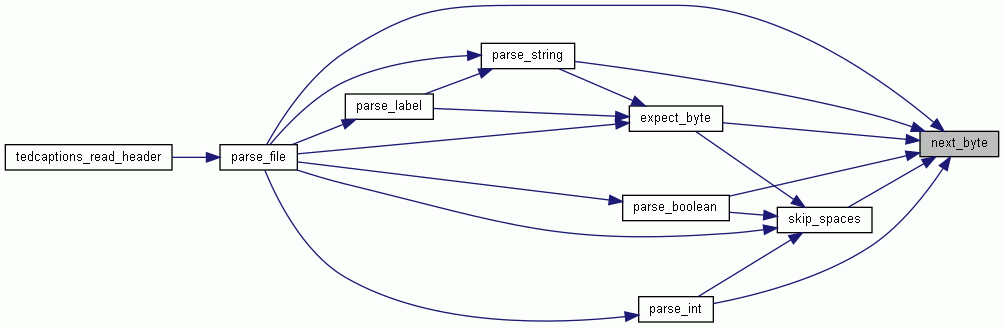 parse_string
parse_label
expect_byte
next_byte
tedcaptions_read_header
parse_file
parse_boolean
skip_spaces
parse_int